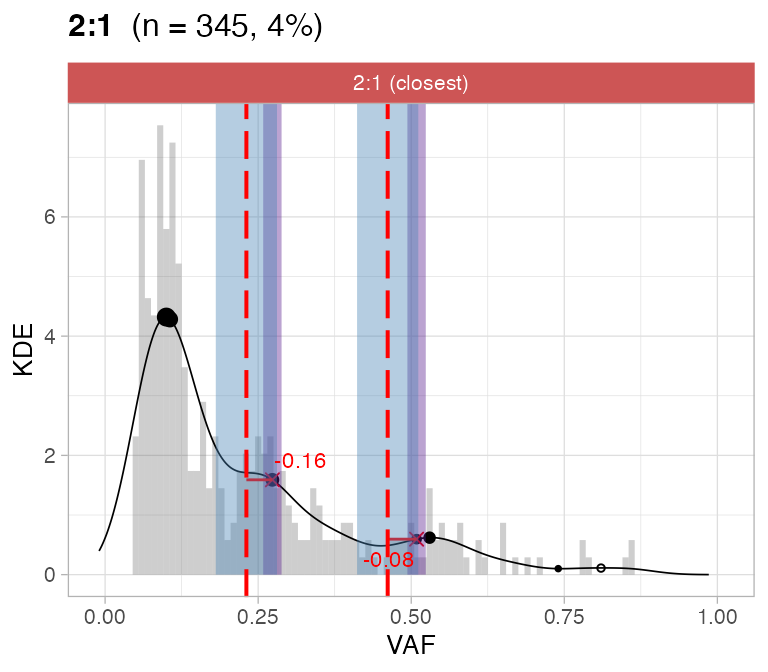 2:1 (n = 345, 4%)
2:1 (closest)
KDE
6
4
2
0
-0.16
-0.08
0.00 0.25 0.50 0.75 1.00
VAF